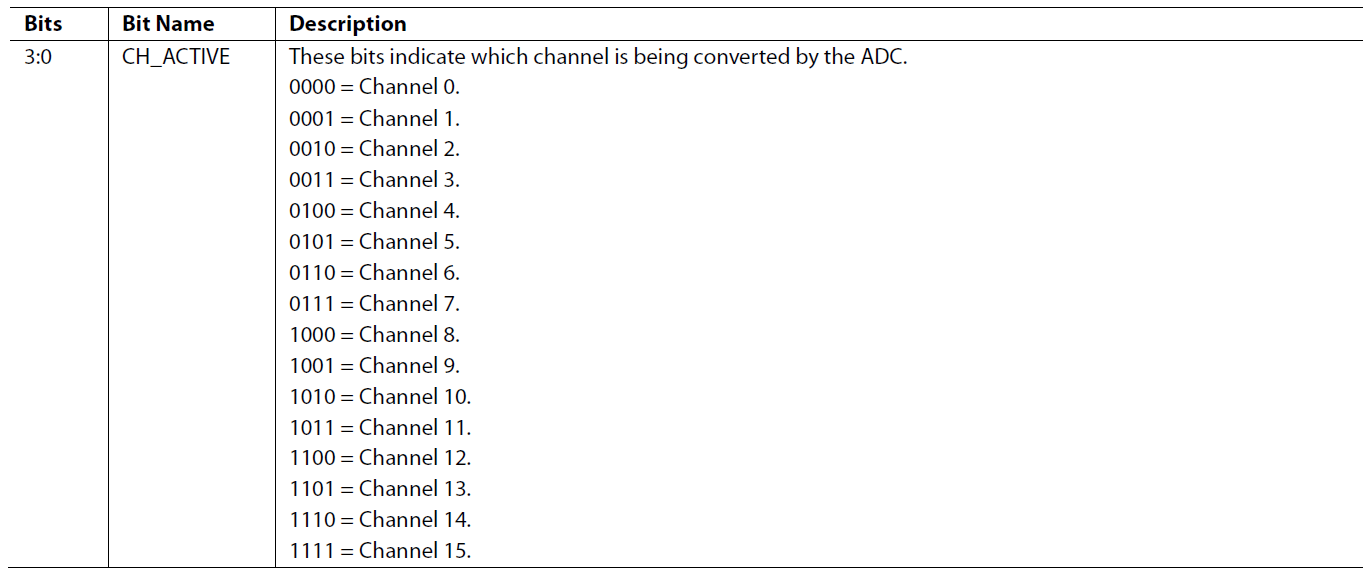 Bits Bit Name Description
3:0 CH_ACTIVE These bits indicate which channel is being converted by the ADC.
0000 = Channel 0.
0001 = Channel 1.
0010 = Channel 2.
0011 = Channel 3.
0100 = Channel 4.
0101 = Channel 5.
0110 = Channel 6.
0111 = Channel 7.
1000 = Channel 8.
1001 = Channel 9.
1010 = Channel 10.
1011 = Channel 11.
1100 = Channel 12.
1101 = Channel 13.
1110 = Channel 14.
1111 = Channel 15.